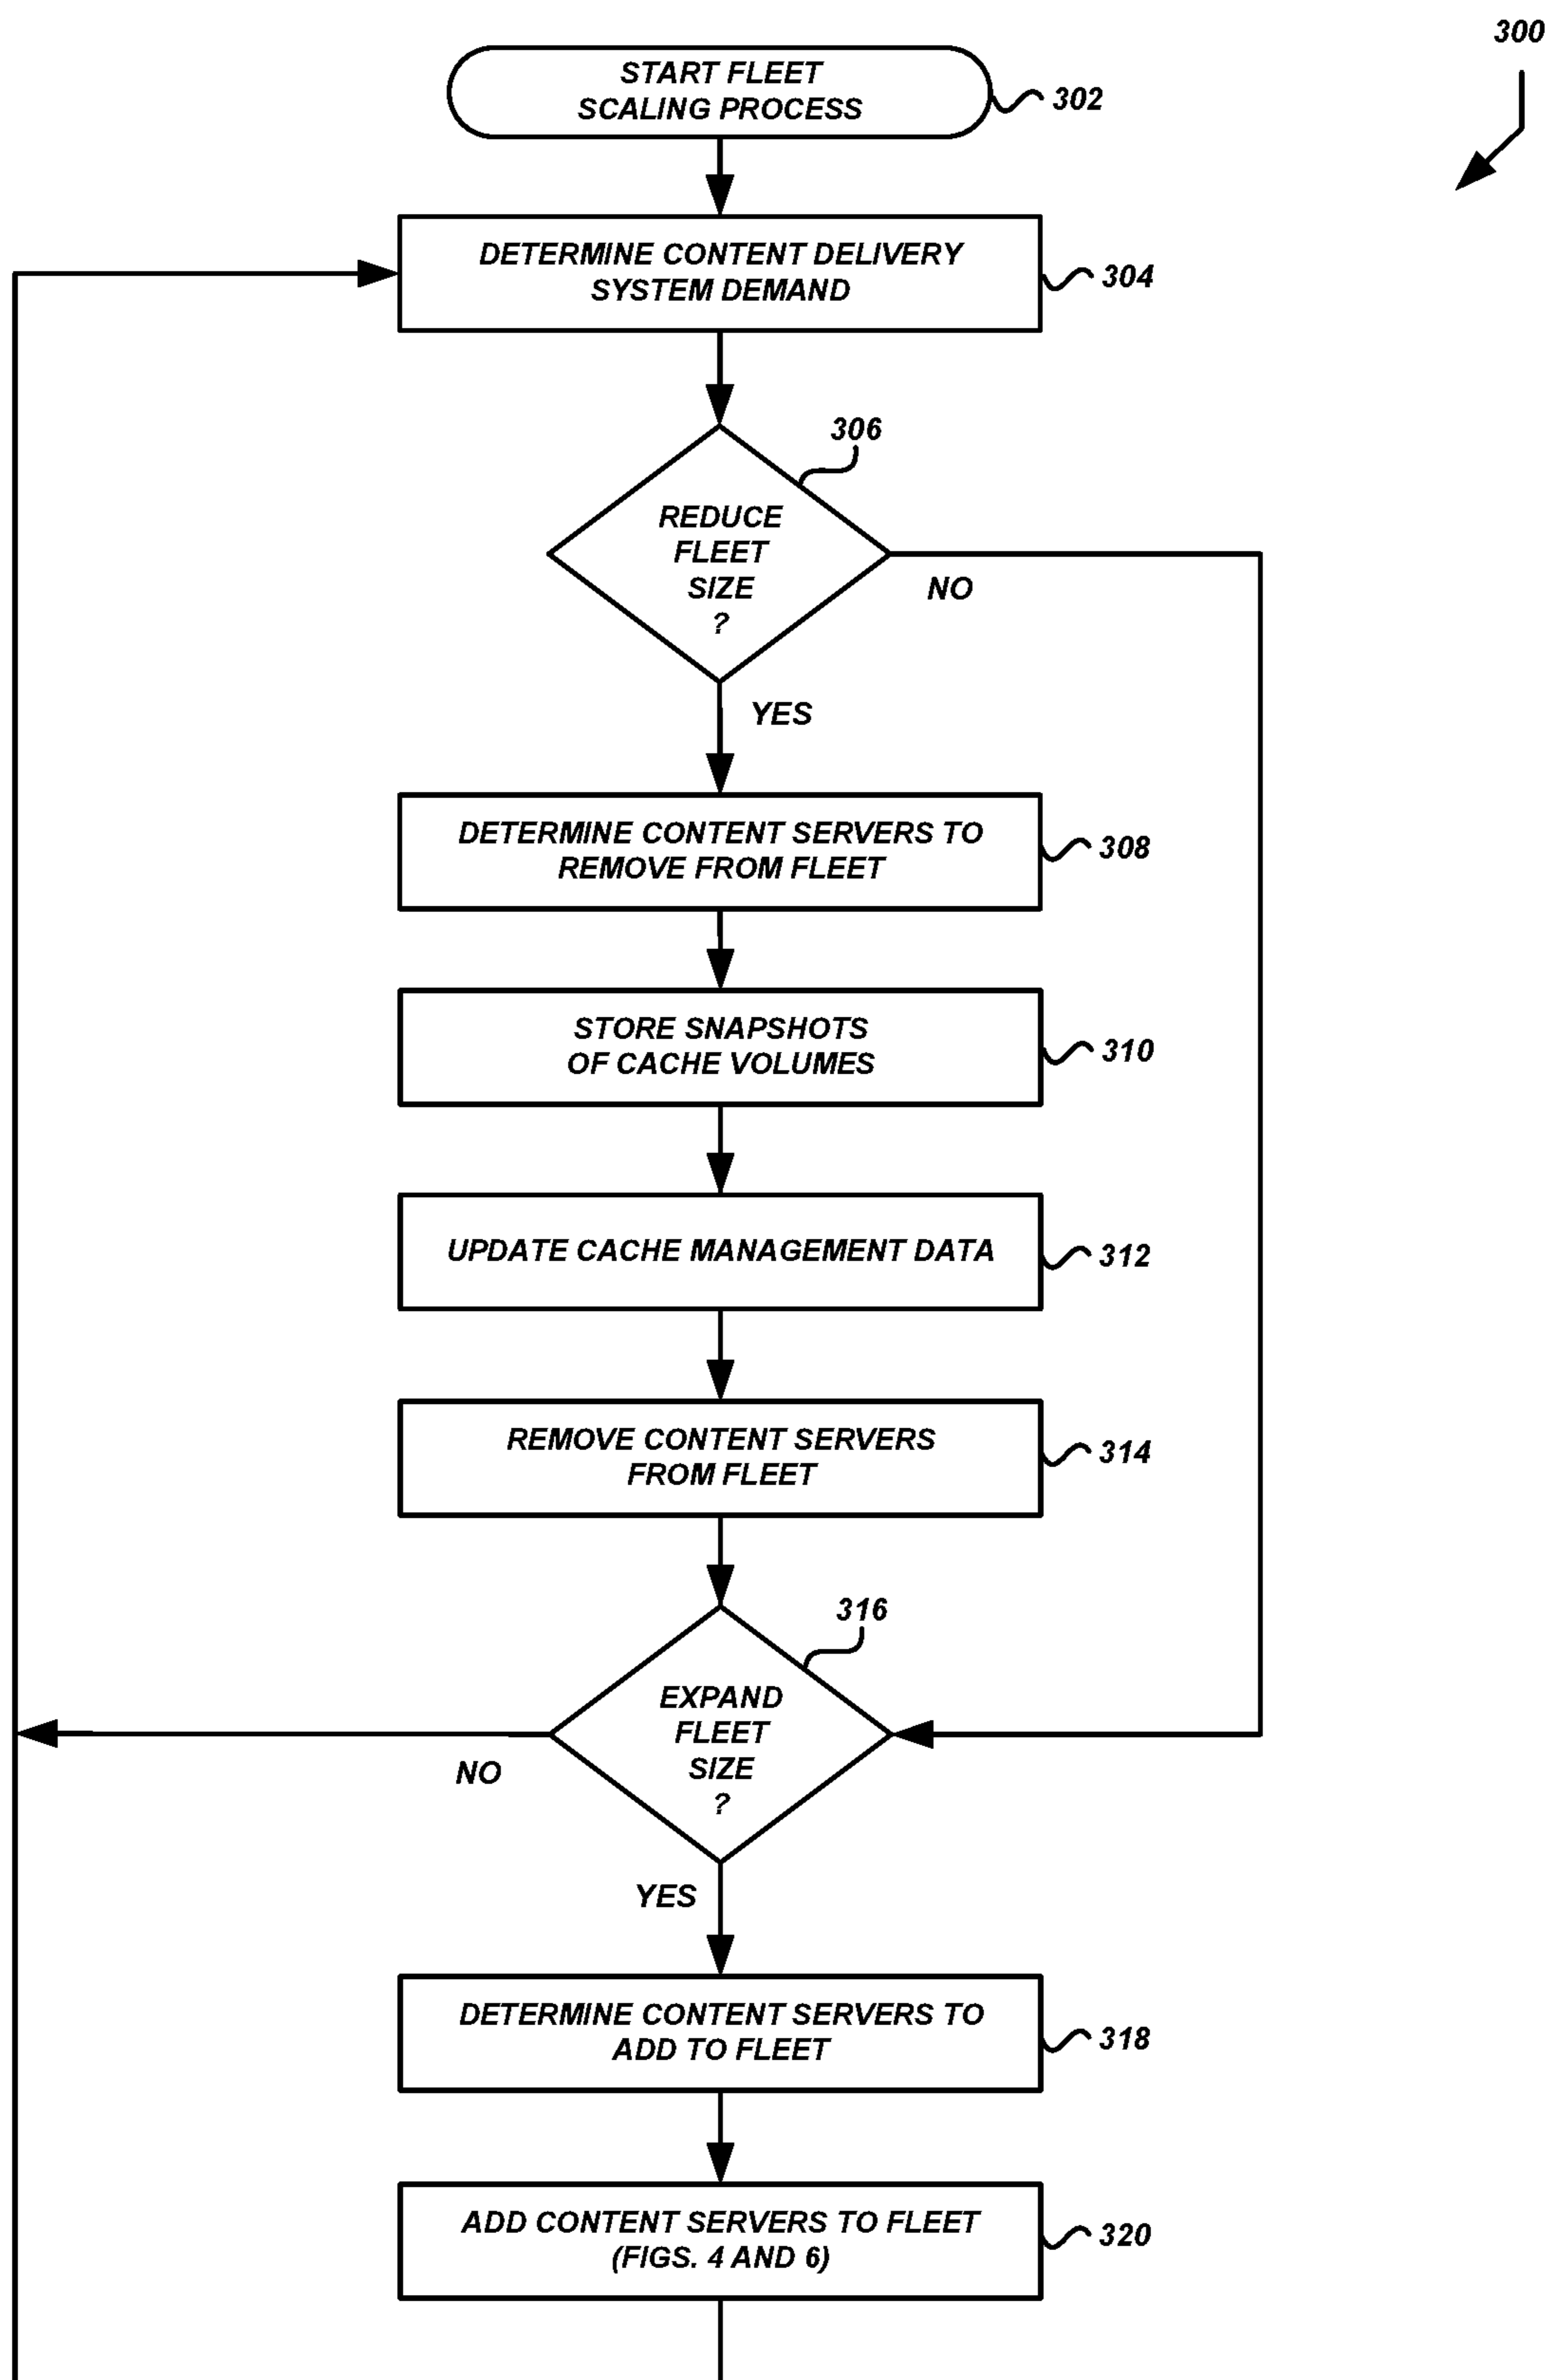 300
START FLEET
SCALING PROCESS
302
DETERMINE CONTENT DELIVERY
SYSTEM DEMAND
304
306
REDUCE
FLEET
SIZE
?
NO
YES
DETERMINE CONTENT SERVERS TO
REMOVE FROM FLEET
308
STORE SNAPSHOTS
OF CACHE VOLUMES
310
UPDATE CACHE MANAGEMENT DATA
312
REMOVE CONTENT SERVERS
FROM FLEET
314
316
EXPAND
FLEET
SIZE
?
NO
YES
DETERMINE CONTENT SERVERS TO
ADD TO FLEET
318
ADD CONTENT SERVERS TO FLEET
(FIGS. 4 AND 6)
320